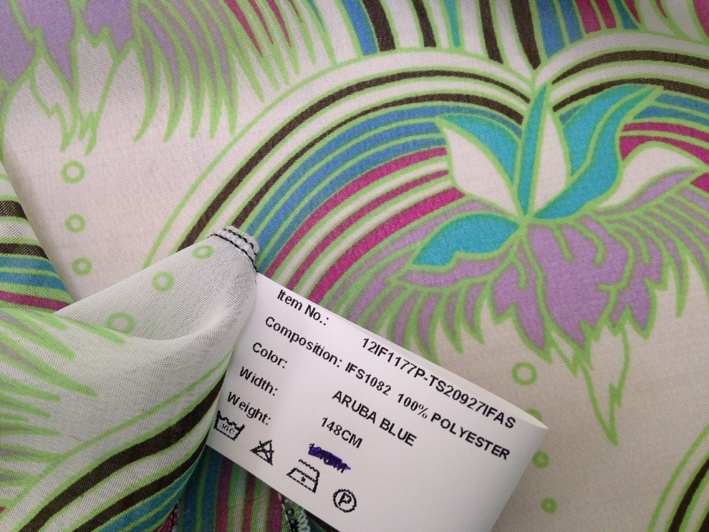 Item No.: 12IF1177P-TS20927IFAS
Composition: IFS1082 100% POLYESTER
Color: ARUBA BLUE
Width: 148CM
Weight:
P